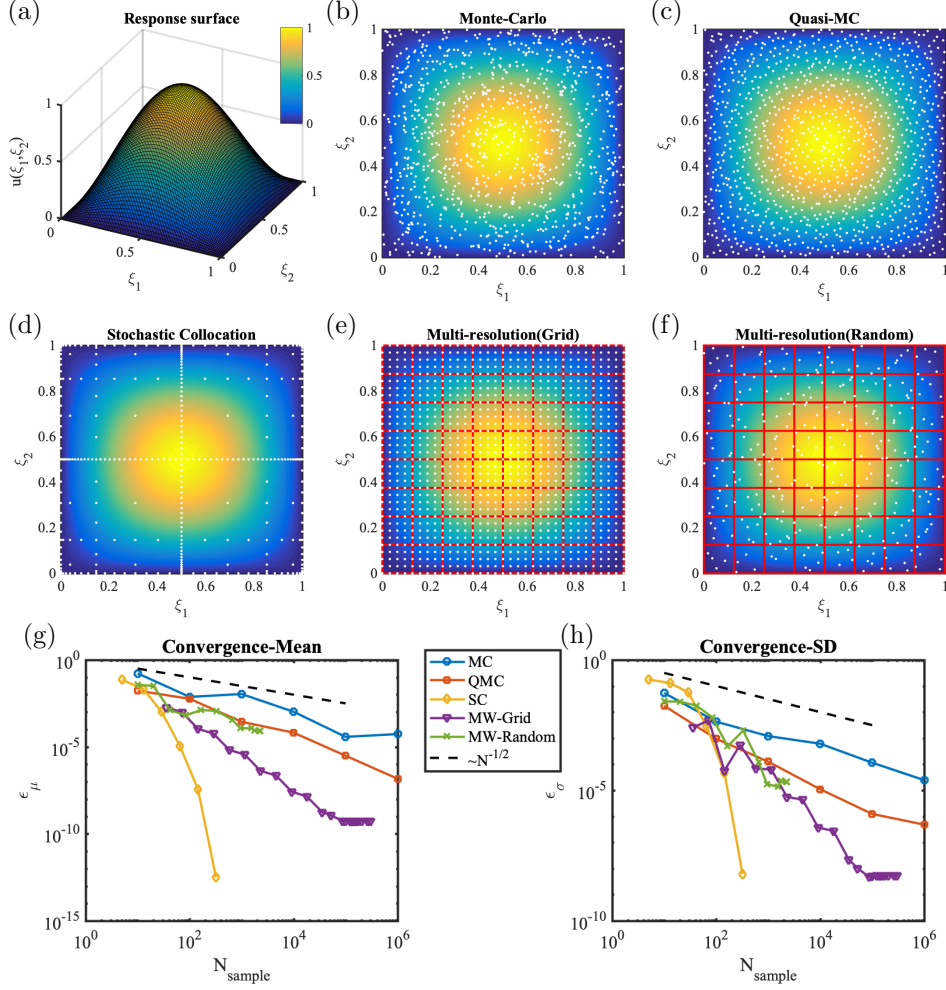 (a)
Response surface
1
0.5
0
u(ξ1,ξ2)
1
0.5
0
0
0.5
1
ξ1
0
0.5
1
ξ2
(b)
Monte-Carlo
1
0.8
0.6
0.4
0.2
0
ξ2
0 0.2 0.4 0.6 0.8 1
ξ1
(c)
Quasi-MC
1
0.8
0.6
0.4
0.2
0
ξ2
0 0.2 0.4 0.6 0.8 1
ξ1
(d)
Stochastic Collocation
1
0.8
0.6
0.4
0.2
0
ξ2
0 0.2 0.4 0.6 0.8 1
ξ1
(e)
Multi-resolution(Grid)
1
0.8
0.6
0.4
0.2
0
ξ2
0 0.2 0.4 0.6 0.8 1
ξ1
(f)
Multi-resolution(Random)
1
0.8
0.6
0.4
0.2
0
ξ2
0 0.2 0.4 0.6 0.8 1
ξ1
(g)
Convergence-Mean
10^0
10^-5
10^-10
10^-15
ϵμ
10^0 10^2 10^4 10^6
Nsample
MC
QMC
SC
MW-Grid
MW-Random
~N^-1/2
(h)
Convergence-SD
10^0
10^-5
10^-10
ϵσ
10^0 10^2 10^4 10^6
Nsample